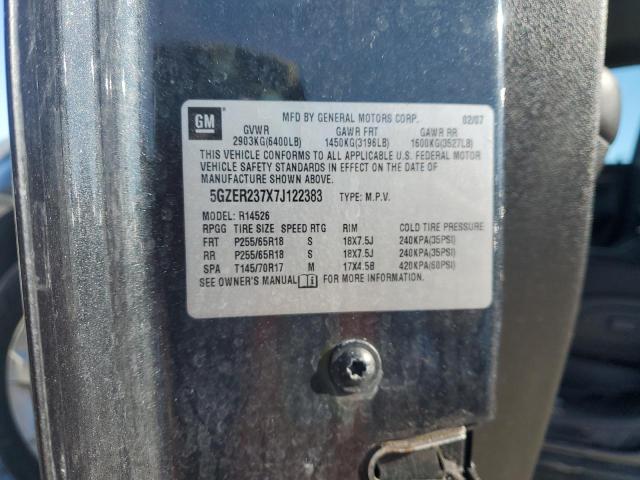 GM MFD BY GENERAL MOTORS CORP. 02/07
GVWR GAWR FRT GAWR RR
2903KG(6400LB) 1450KG(3196LB) 1600KG(3527LB)
THIS VEHICLE CONFORMS TO ALL APPLICABLE U.S. FEDERAL MOTOR
VEHICLE SAFETY STANDARDS IN EFFECT ON THE DATE OF
MANUFACTURE SHOWN ABOVE.
5GZER237X7J122383 TYPE: M.P.V.
MODEL: R14526
RPGG TIRE SIZE SPEED RTG RIM COLD TIRE PRESSURE
FRT P255/65R18 S 18X7.5J 240KPA(35PSI)
RR P255/65R18 S 18X7.5J 240KPA(35PSI)
SPA T145/70R17 M 17X4.5B 420KPA(60PSI)
SEE OWNER'S MANUAL i FOR MORE INFORMATION.